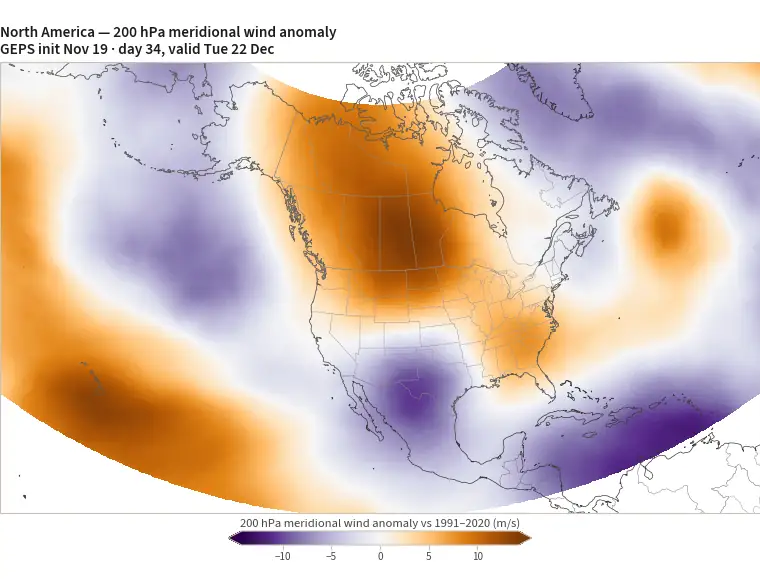 North America — 200 hPa meridional wind anomaly
GEPS init Nov 19 · day 34, valid Tue 22 Dec
200 hPa meridional wind anomaly vs 1991–2020 (m/s)
−10 −5 0 5 10